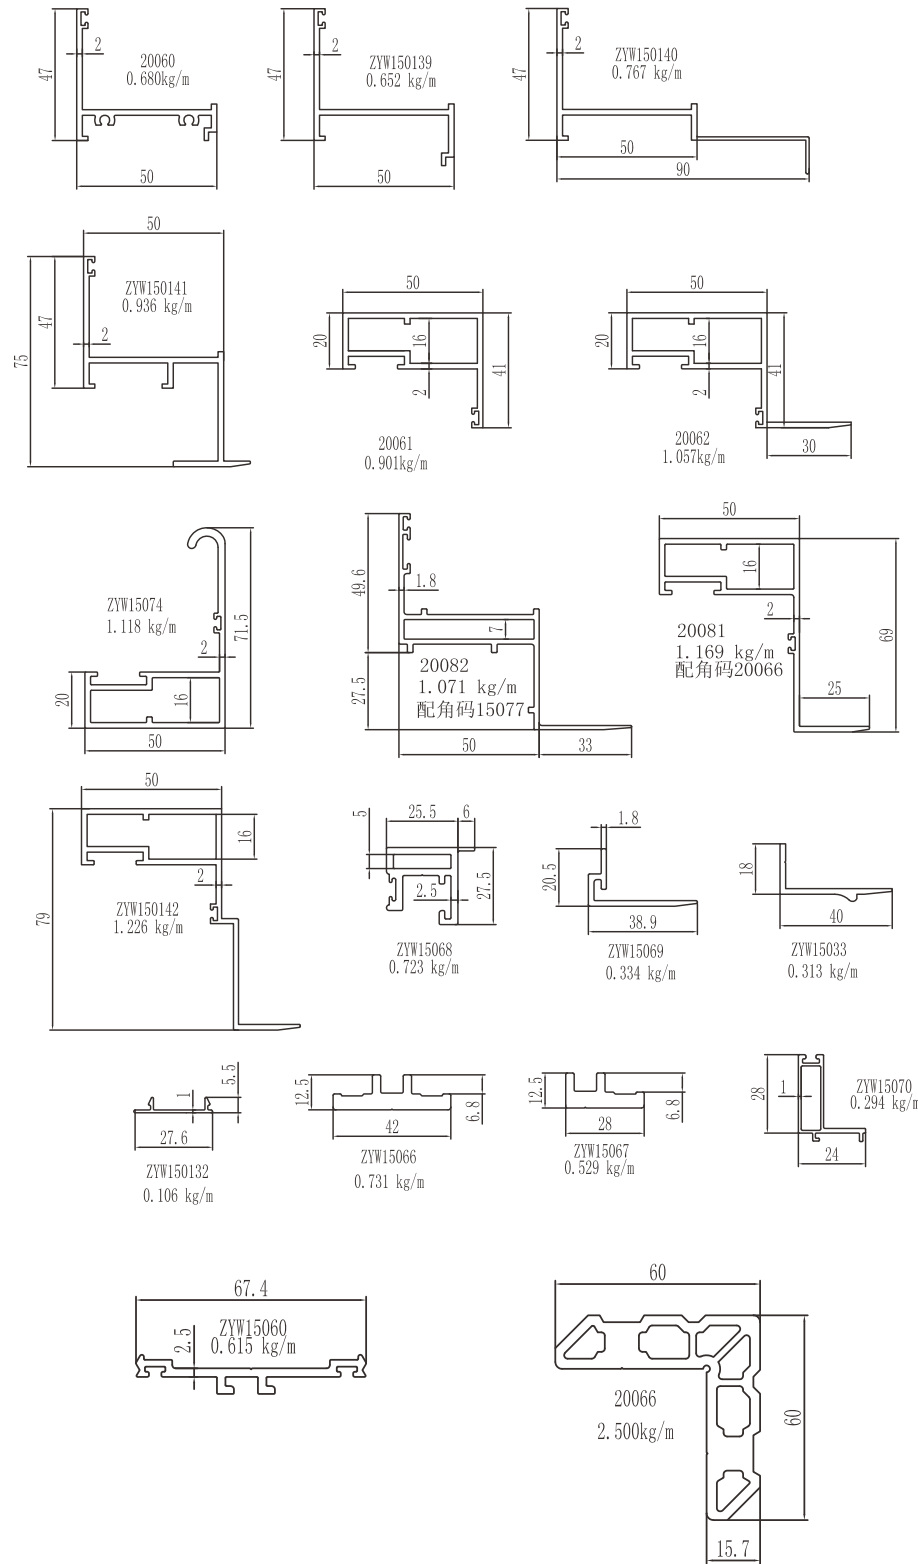 47
2
20060
0.680kg/m
50
47
2
ZYW150139
0.652 kg/m
50
47
2
ZYW150140
0.767 kg/m
50
90
50
75
47
ZYW150141
0.936 kg/m
2
50
20
16
41
2
20061
0.901kg/m
50
20
16
41
2
20062
1.057kg/m
30
ZYW15074
1.118 kg/m
71.5
2
20
16
50
49.6
1.8
7
27.5
20082
1.071 kg/m
配角码15077
50
33
50
16
2
69
20081
1.169 kg/m
配角码20066
25
50
16
2
79
ZYW150142
1.226 kg/m
25.5
6
5
2.5
27.5
ZYW15068
0.723 kg/m
1.8
20.5
38.9
ZYW15069
0.334 kg/m
18
40
ZYW15033
0.313 kg/m
1
5.5
27.6
ZYW150132
0.106 kg/m
12.5
6.8
42
ZYW15066
0.731 kg/m
12.5
6.8
28
ZYW15067
0.529 kg/m
28
1
ZYW15070
0.294 kg/m
24
67.4
2.5
ZYW15060
0.615 kg/m
60
20066
2.500kg/m
60
15.7